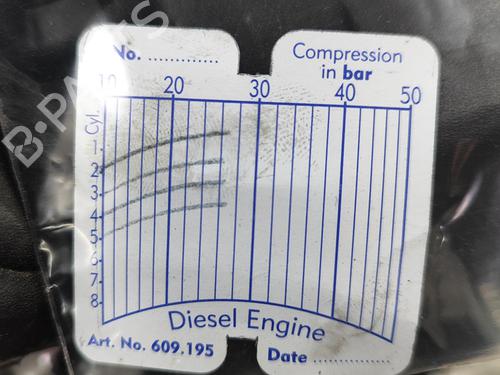 No. ..............
Compression
in bar
10 20 30 40 50
Cyl.
1
2
3
4
5
6
7
8
Diesel Engine
Art. No. 609.195
Date .................
B-PARTS